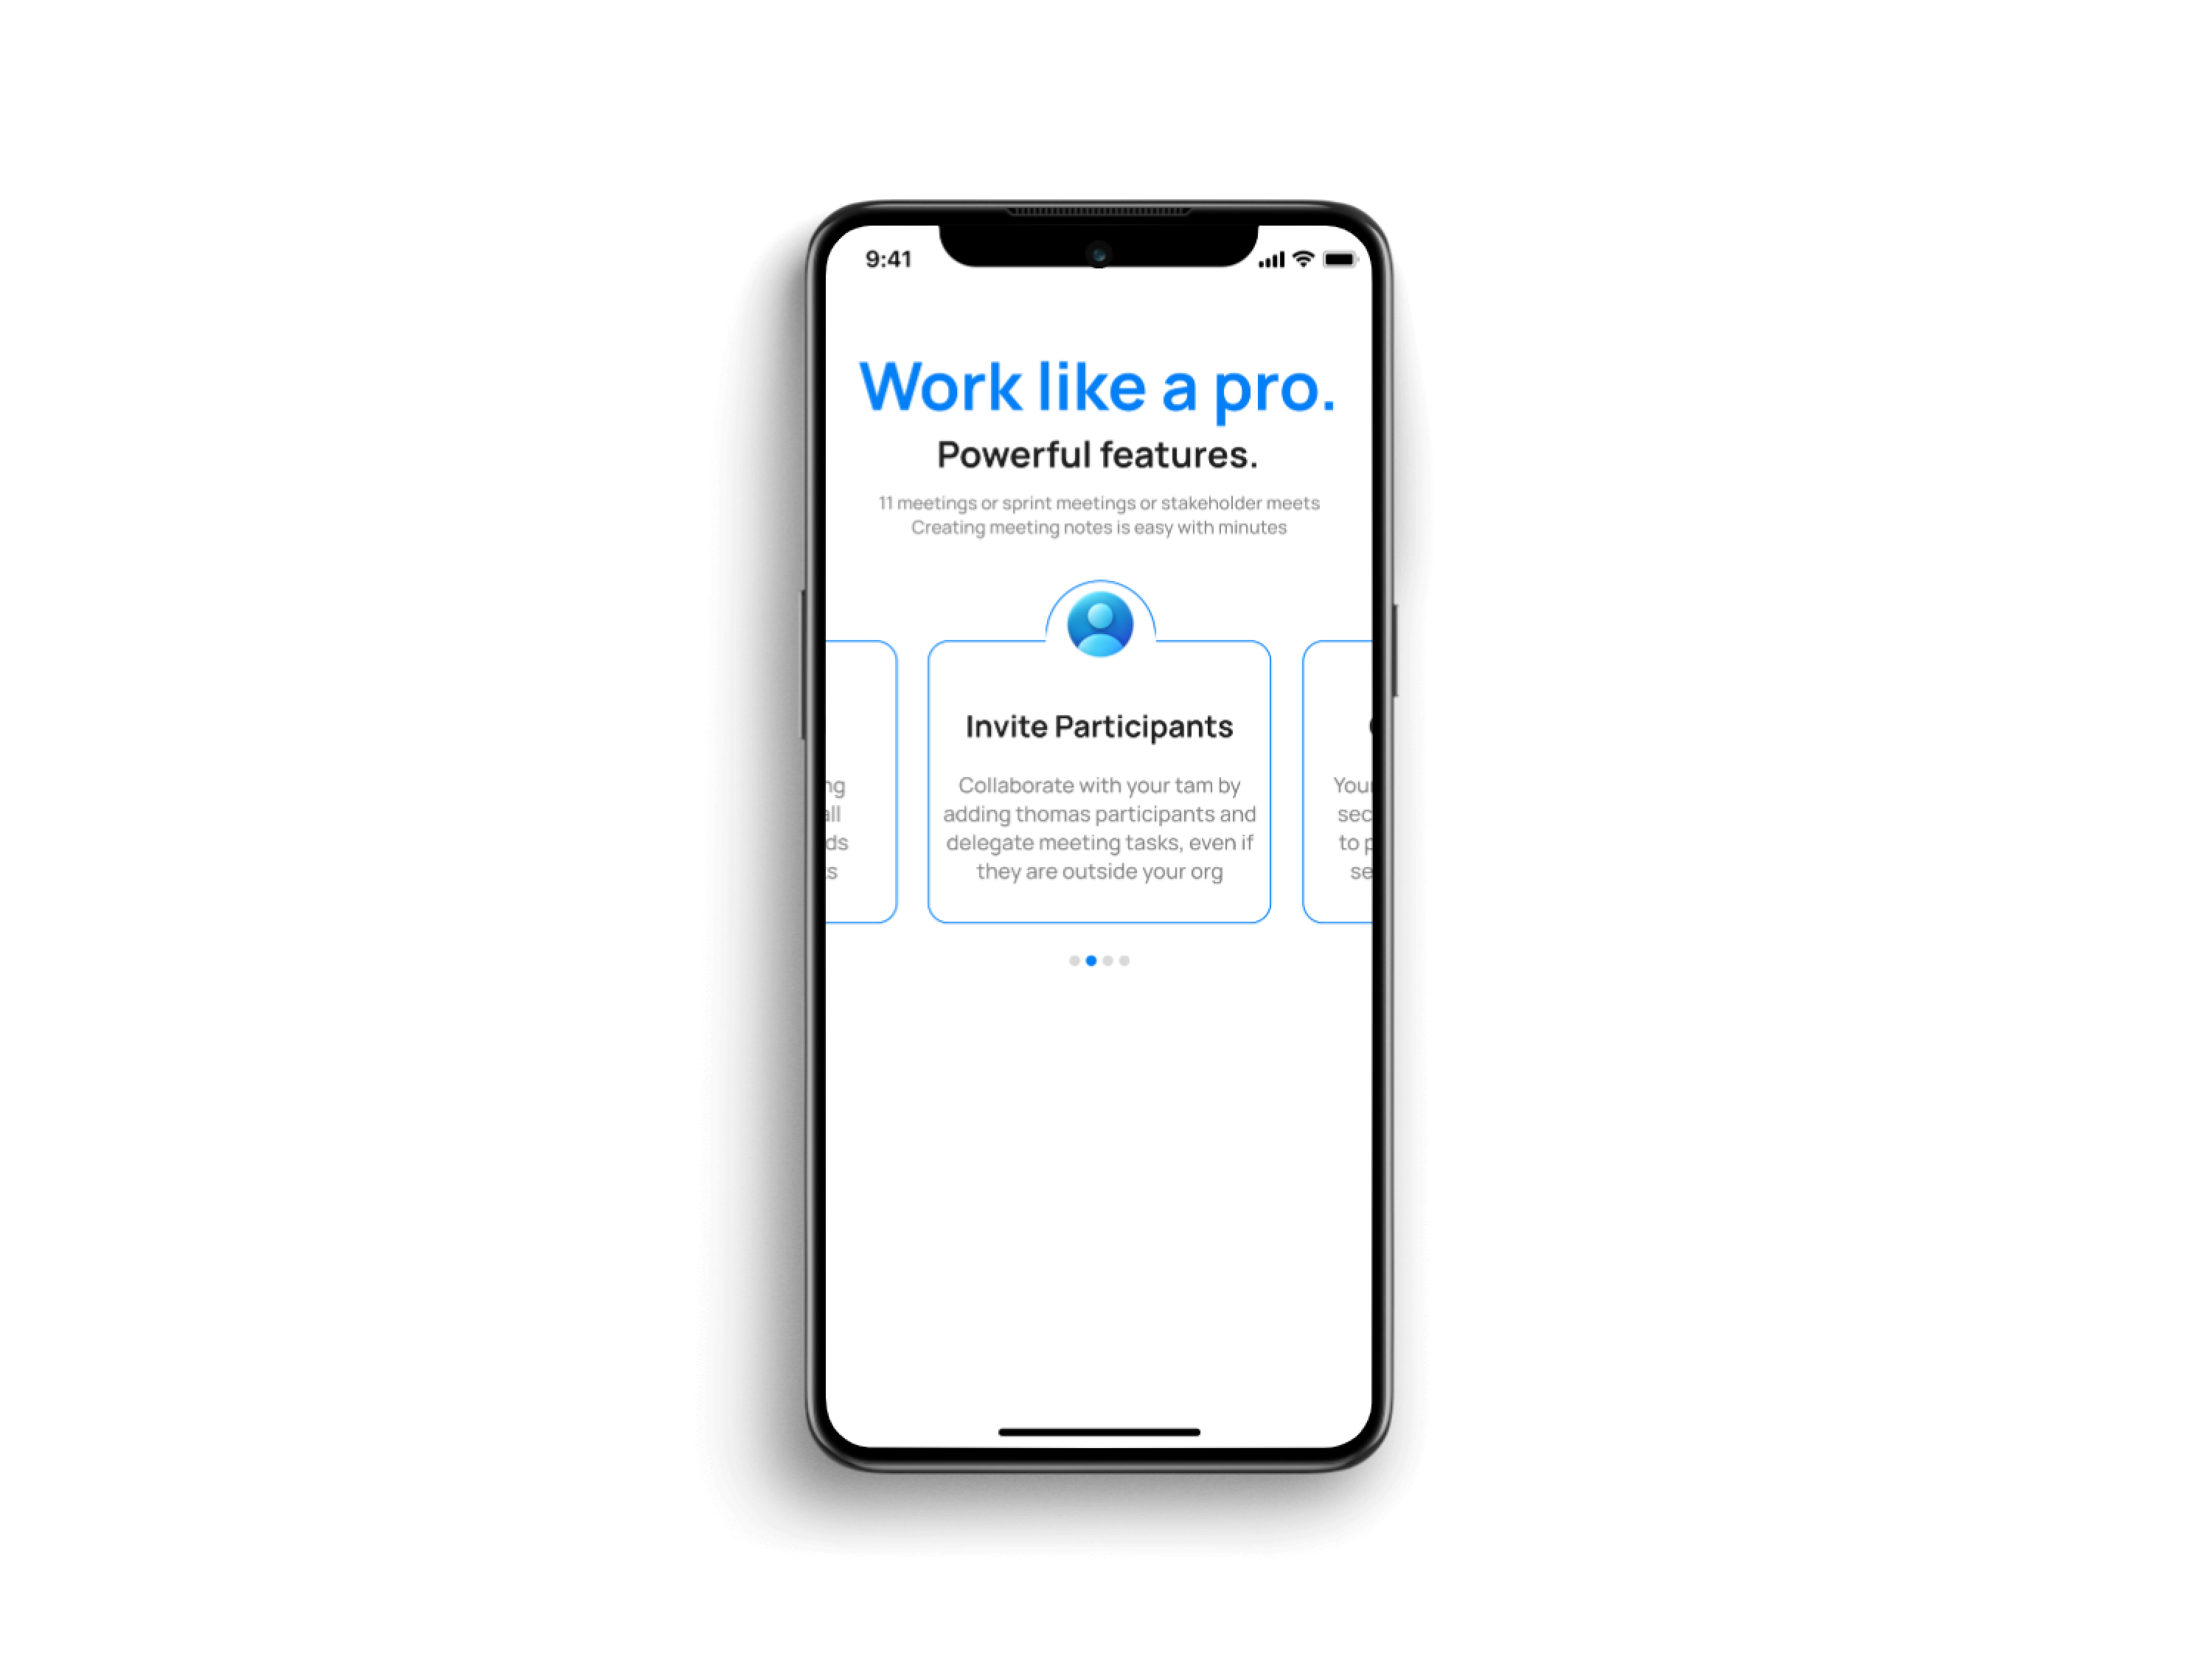 9:41
Work like a pro.
Powerful features.
11 meetings or sprint meetings or stakeholder meets
Creating meeting notes is easy with minutes
Invite Participants
Collaborate with your tam by
adding thomas participants and
delegate meeting tasks, even if
they are outside your org
ng
all
ds
s
You
sec
to p
se